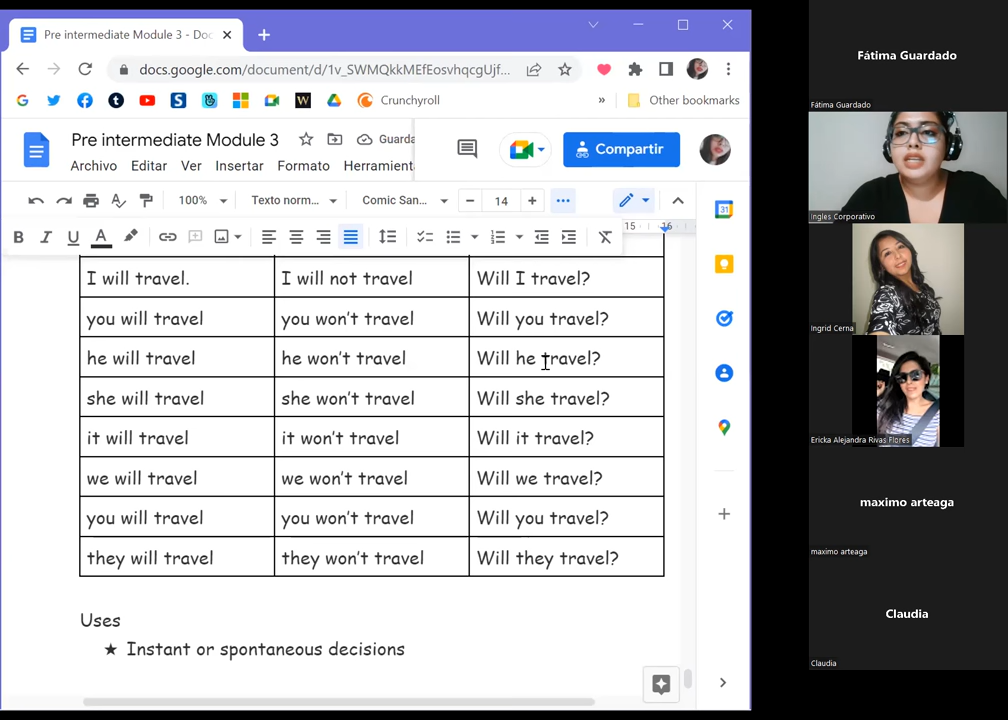 Pre intermediate Module 3 - Doc
docs.google.com/document/d/1v_SWMQkkMEfEosvhqcgUjf...
Crunchyroll
» Other bookmarks
Pre intermediate Module 3
Guarda
Compartir
Archivo Editar Ver Insertar Formato Herramient
100% Texto norm... Comic San... 14
15 16
I will travel. I will not travel Will I travel?
you will travel you won't travel Will you travel?
he will travel he won't travel Will he travel?
she will travel she won't travel Will she travel?
it will travel it won't travel Will it travel?
we will travel we won't travel Will we travel?
you will travel you won't travel Will you travel?
they will travel they won't travel Will they travel?
Uses
★ Instant or spontaneous decisions
Fátima Guardado
Fátima Guardado
Ingles Corporativo
Ingrid Cerna
Ericka Alejandra Rivas Flores
maximo arteaga
maximo arteaga
Claudia
Claudia